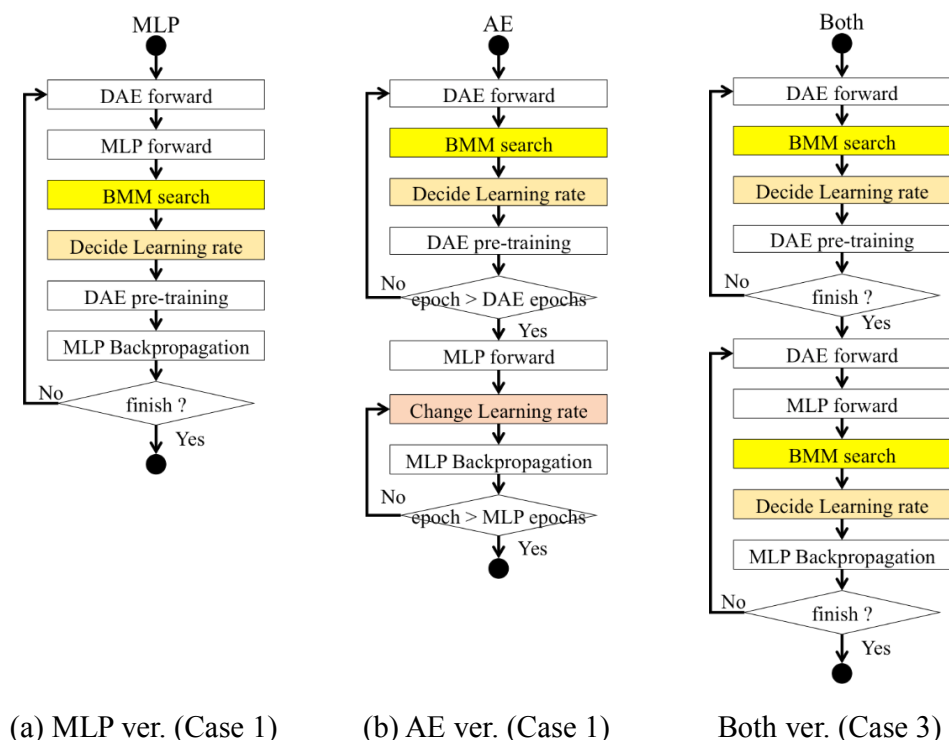 MLP
DAE forward
MLP forward
BMM search
Decide Learning rate
DAE pre-training
MLP Backpropagation
No
finish ?
Yes
(a) MLP ver. (Case 1)
AE
DAE forward
BMM search
Decide Learning rate
DAE pre-training
No
epoch > DAE epochs
Yes
MLP forward
Change Learning rate
MLP Backpropagation
No
epoch > MLP epochs
Yes
(b) AE ver. (Case 1)
Both
DAE forward
BMM search
Decide Learning rate
DAE pre-training
No
finish ?
Yes
DAE forward
MLP forward
BMM search
Decide Learning rate
MLP Backpropagation
No
finish ?
Yes
Both ver. (Case 3)